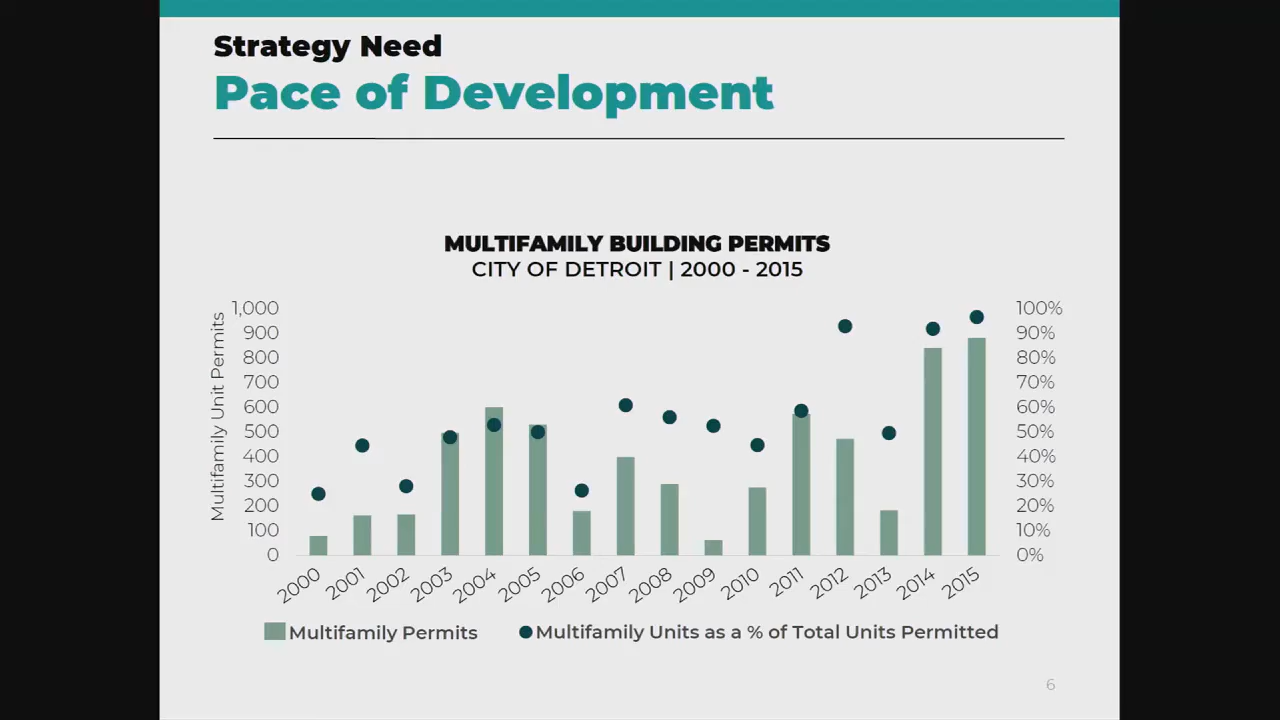 Strategy Need
Pace of Development
MULTIFAMILY BUILDING PERMITS
CITY OF DETROIT | 2000 - 2015
Multifamily Unit Permits
1,000
900
800
700
600
500
400
300
200
100
0
100%
90%
80%
70%
60%
50%
40%
30%
20%
10%
0%
2000 2001 2002 2003 2004 2005 2006 2007 2008 2009 2010 2011 2012 2013 2014 2015
Multifamily Permits
Multifamily Units as a % of Total Units Permitted
6